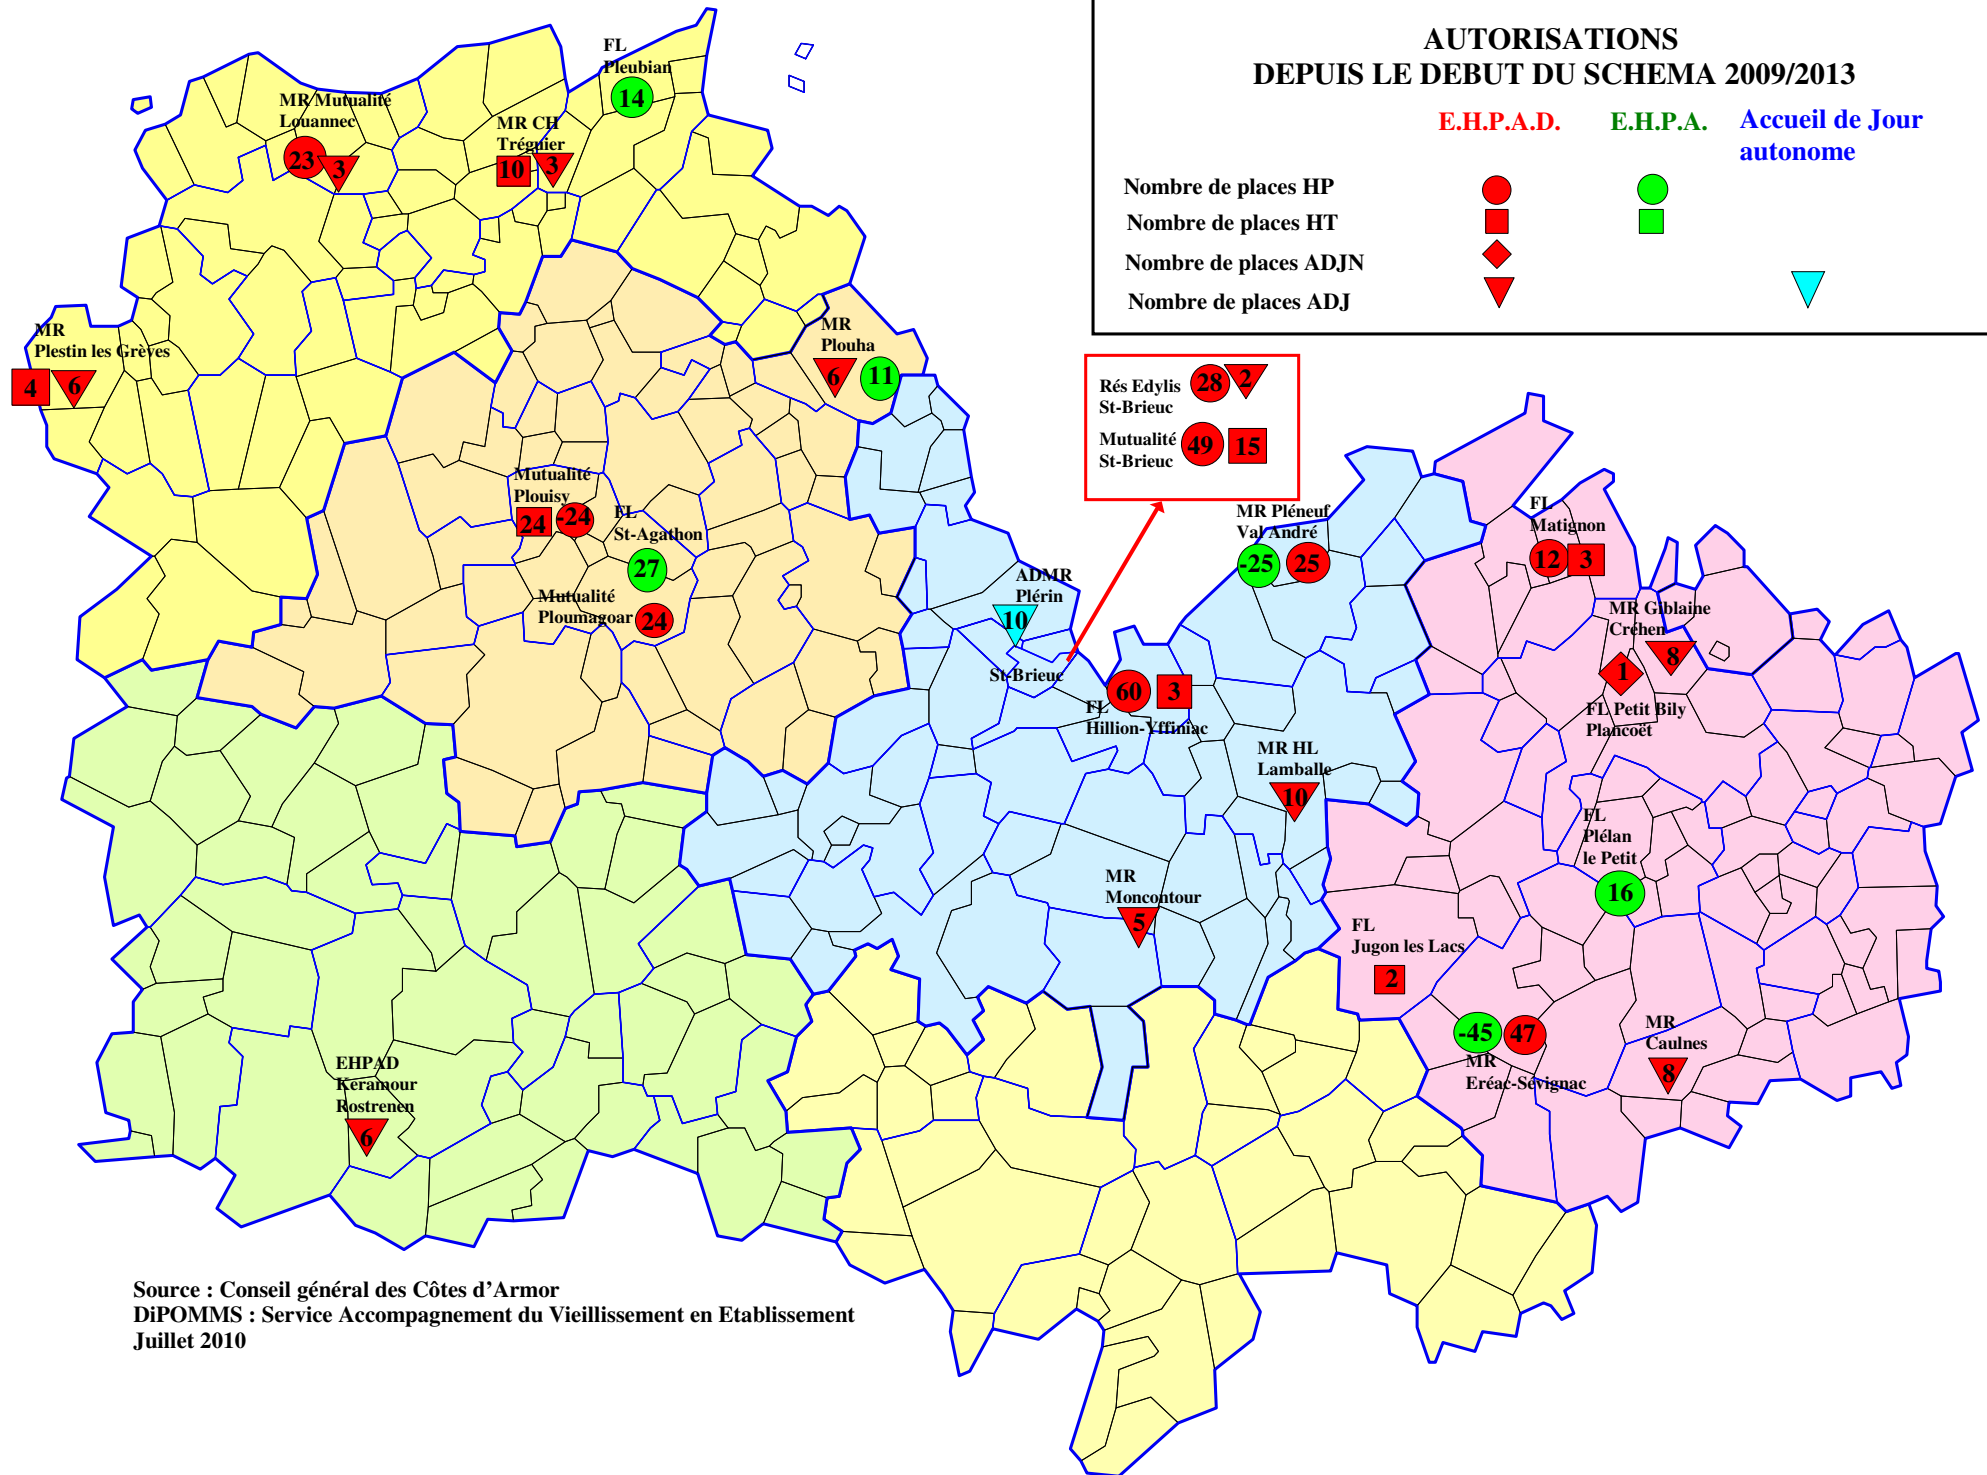 AUTORISATIONS
DEPUIS LE DEBUT DU SCHEMA 2009/2013
E.H.P.A.D.
E.H.P.A.
Accueil de Jour
autonome
Nombre de places HP
Nombre de places HT
Nombre de places ADJN
Nombre de places ADJ
FL
Pleubian
14
MR Mutualité
Louannec
23
3
MR CH
Tréguier
10
3
MR
Plestin les Grèves
4
6
MR
Plouha
6
11
Rés Edylis
St-Brieuc
28
2
Mutualité
St-Brieuc
49
15
Mutualité
Plouisy
24
-24
FL
St-Agathon
27
Mutualité
Ploumagoar
24
ADMR
Plérin
10
St-Brieuc
MR Pléneuf
Val André
-25
25
FL
Matignon
12
3
MR Giblaine
Créhen
8
1
FL Petit Bily
Plancoët
60
3
FL
Hillion-Yffiniac
MR HL
Lamballe
10
FL
Plélan
le Petit
16
MR
Moncontour
5
FL
Jugon les Lacs
2
-45
47
MR
Eréac-Sévignac
MR
Caulnes
8
EHPAD
Keramour
Rostrenen
6
Source : Conseil général des Côtes d'Armor
DiPOMMS : Service Accompagnement du Vieillissement en Etablissement
Juillet 2010